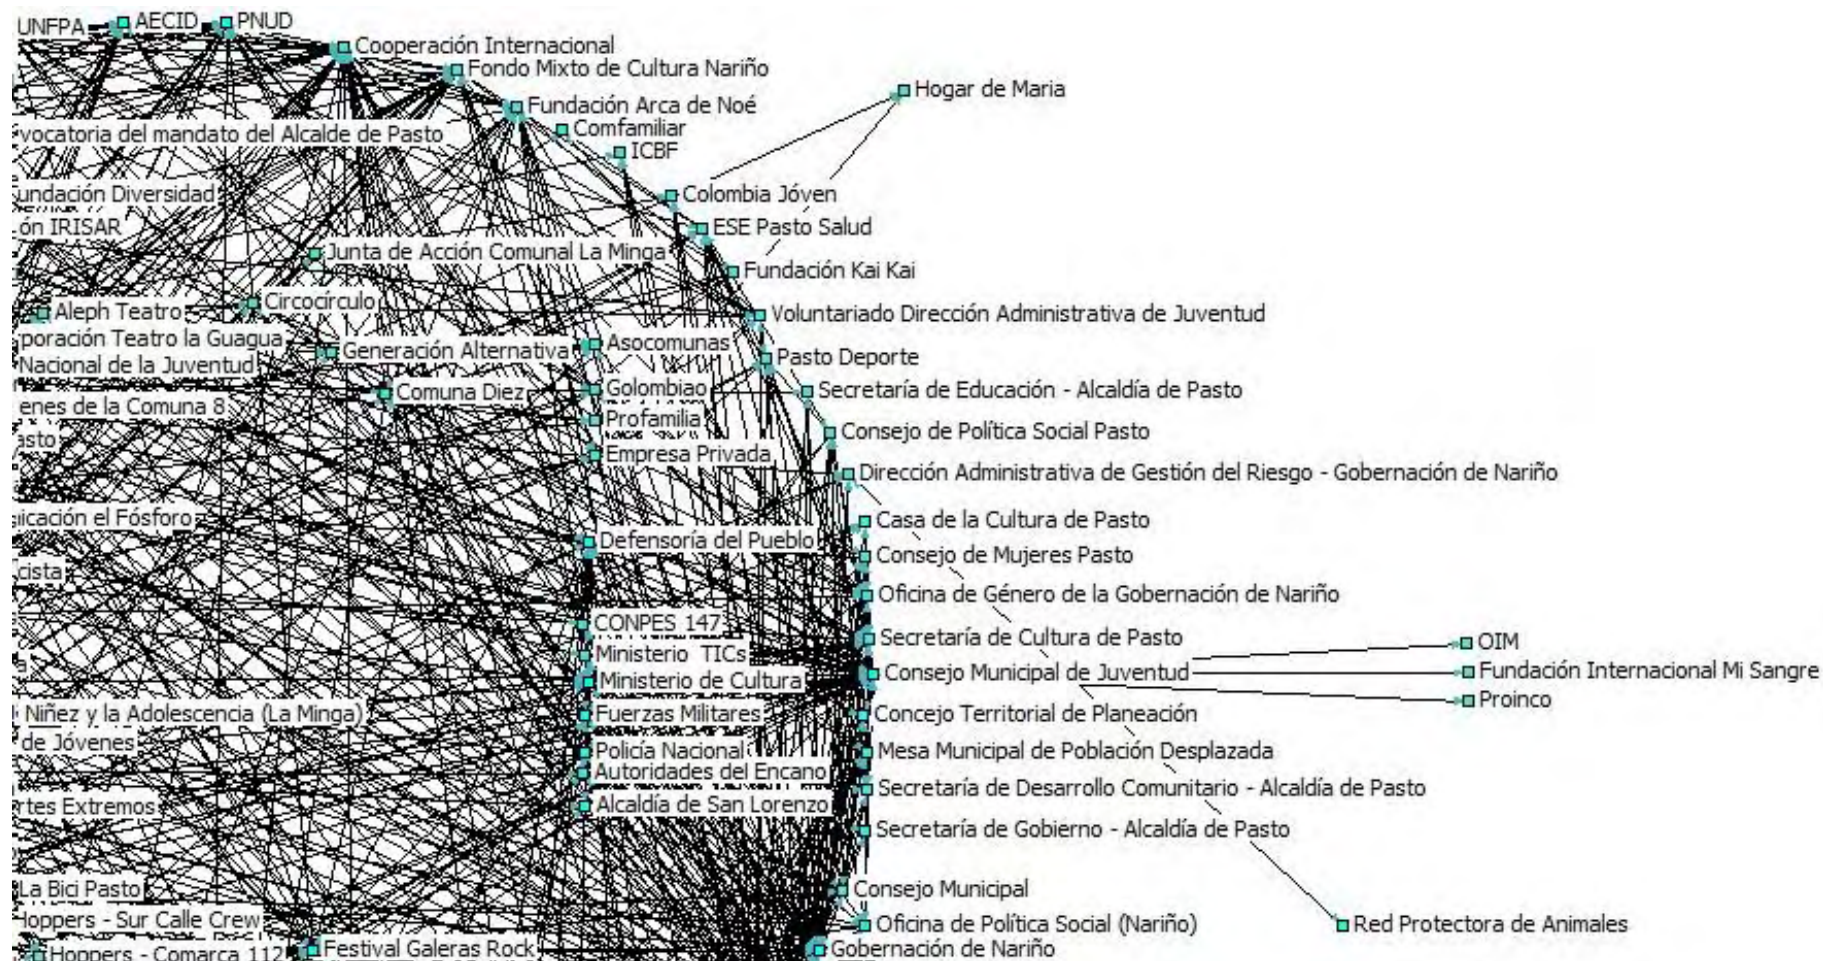 UNFPA
AECID
PNUD
Cooperación Internacional
Fondo Mixto de Cultura Nariño
Hogar de Maria
Fundación Arca de Noé
Comfamiliar
vocatoria del mandato del Alcalde de Pasto
ICBF
undación Diversidad
Colombia Jóven
ón IRISAR
ESE Pasto Salud
Junta de Acción Comunal La Minga
Fundación Kai Kai
Circocírculo
Aleph Teatro
Voluntariado Dirección Administrativa de Juventud
poración Teatro la Guagua
Asocomunas
Generación Alternativa
Pasto Deporte
Nacional de la Juventud
Golombiao
Comuna Diez
Secretaría de Educación - Alcaldía de Pasto
enes de la Comuna 8
Profamilia
Consejo de Política Social Pasto
asto
Empresa Privada
Dirección Administrativa de Gestión del Riesgo - Gobernación de Nariño
icación el Fósforo
Casa de la Cultura de Pasto
Defensoría del Pueblo
Consejo de Mujeres Pasto
cista
Oficina de Género de la Gobernación de Nariño
CONPES 147
Secretaría de Cultura de Pasto
OIM
Ministerio TICs
a
Consejo Municipal de Juventud
Fundación Internacional Mi Sangre
Ministerio de Cultura
Proinco
Niñez y la Adolescencia (La Minga)
Fuerzas Militares
Concejo Territorial de Planeación
de Jóvenes
Policía Nacional
Mesa Municipal de Población Desplazada
Autoridades del Encano
Secretaría de Desarrollo Comunitario - Alcaldía de Pasto
rtes Extremos
Alcaldía de San Lorenzo
Secretaría de Gobierno - Alcaldía de Pasto
La Bici Pasto
Consejo Municipal
Hoppers - Sur Calle Crew
Oficina de Política Social (Nariño)
Red Protectora de Animales
Hoppers - Comarca 112
Festival Galeras Rock
Gobernación de Nariño